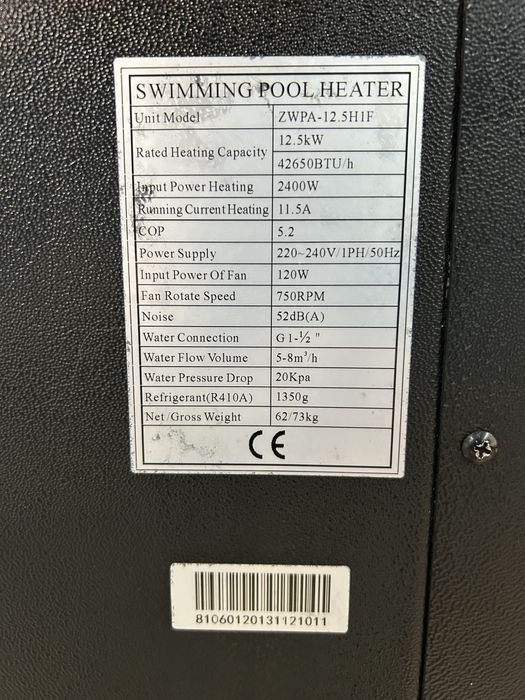 SWIMMING POOL HEATER
Unit Model ZWPA-12.5H1F
Rated Heating Capacity 12.5kW
42650BTU/h
Input Power Heating 2400W
Running Current Heating 11.5A
COP 5.2
Power Supply 220~240V/1PH/50Hz
Input Power Of Fan 120W
Fan Rotate Speed 750RPM
Noise 52dB(A)
Water Connection G1-½"
Water Flow Volume 5-8m³/h
Water Pressure Drop 20Kpa
Refrigerant(R410A) 1350g
Net/Gross Weight 62/73kg
CE
81060120131121011